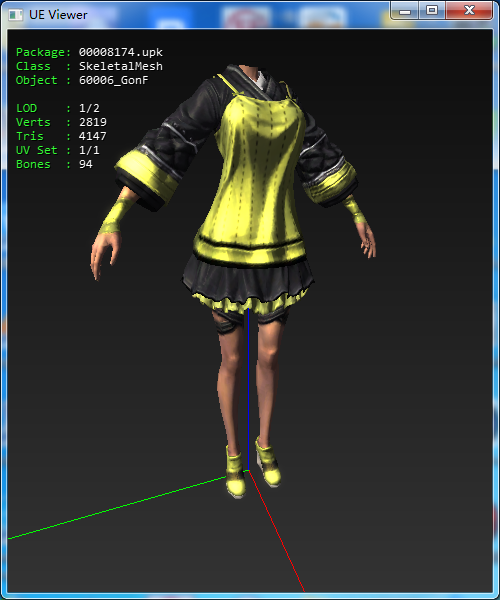 UE Viewer
Package: 00008174.upk
Class : SkeletalMesh
Object : 60006_GonF
LOD : 1/2
Verts : 2819
Tris : 4147
UV Set : 1/1
Bones : 94